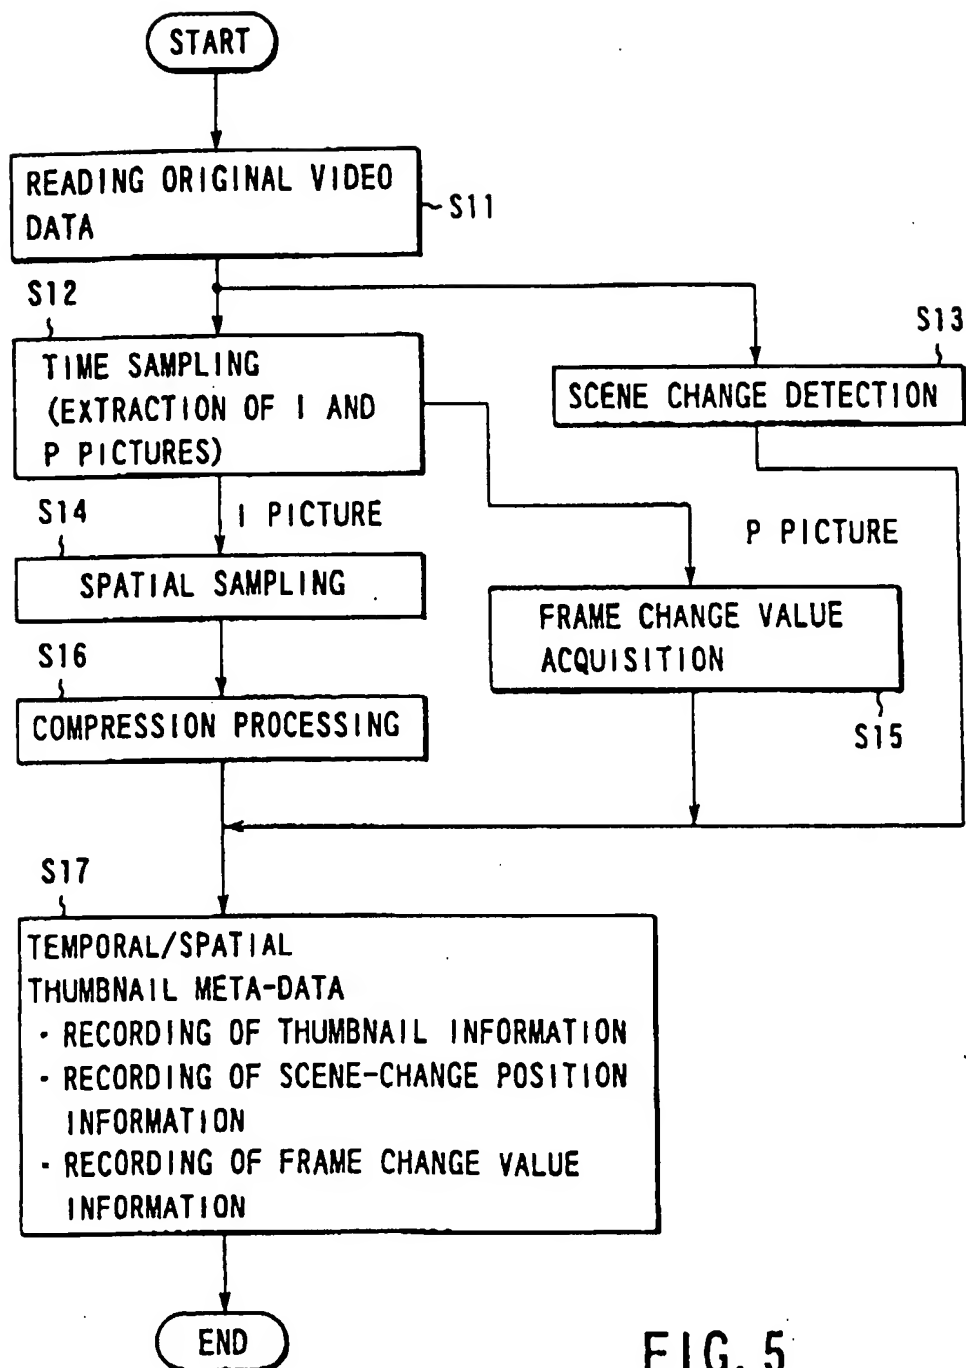 START
READING ORIGINAL VIDEO
DATA
S11
S12
TIME SAMPLING
(EXTRACTION OF I AND
P PICTURES)
S13
SCENE CHANGE DETECTION
S14
I PICTURE
P PICTURE
SPATIAL SAMPLING
FRAME CHANGE VALUE
ACQUISITION
S15
S16
COMPRESSION PROCESSING
S17
TEMPORAL/SPATIAL
THUMBNAIL META-DATA
· RECORDING OF THUMBNAIL INFORMATION
· RECORDING OF SCENE-CHANGE POSITION
INFORMATION
· RECORDING OF FRAME CHANGE VALUE
INFORMATION
END
FIG. 5